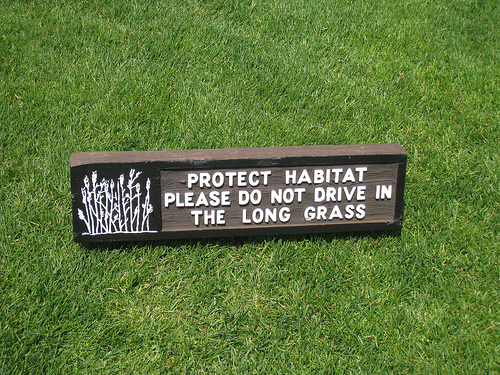 PROTECT HABITAT
PLEASE DO NOT DRIVE IN
THE LONG GRASS